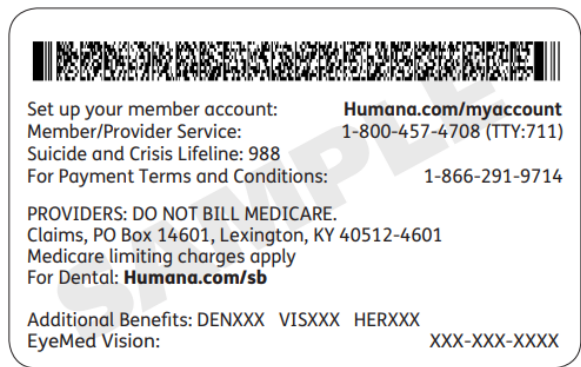 Set up your member account: Humana.com/myaccount
Member/Provider Service: 1-800-457-4708 (TTY:711)
Suicide and Crisis Lifeline: 988
For Payment Terms and Conditions: 1-866-291-9714
PROVIDERS: DO NOT BILL MEDICARE.
Claims, PO Box 14601, Lexington, KY 40512-4601
Medicare limiting charges apply
For Dental: Humana.com/sb
Additional Benefits: DENXXX VISXXX HERXXX
EyeMed Vision: XXX-XXX-XXXX
SAMPLE